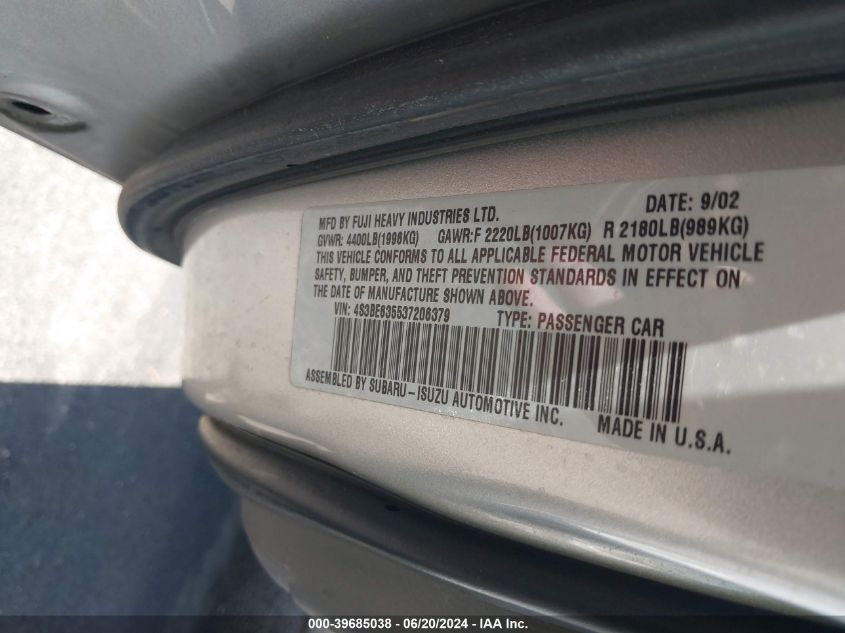 DATE: 9/02
MFD BY FUJI HEAVY INDUSTRIES LTD.
GVWR: 4400LB(1996KG) GAWR:F 2220LB(1007KG) R 2180LB(989KG)
THIS VEHICLE CONFORMS TO ALL APPLICABLE FEDERAL MOTOR VEHICLE
SAFETY, BUMPER, AND THEFT PREVENTION STANDARDS IN EFFECT ON
THE DATE OF MANUFACTURE SHOWN ABOVE.
VIN: 4S3BE635537206379 TYPE: PASSENGER CAR
ASSEMBLED BY SUBARU-ISUZU AUTOMOTIVE INC.
MADE IN U.S.A.
000-39685038 - 06/20/2024 - IAA Inc.